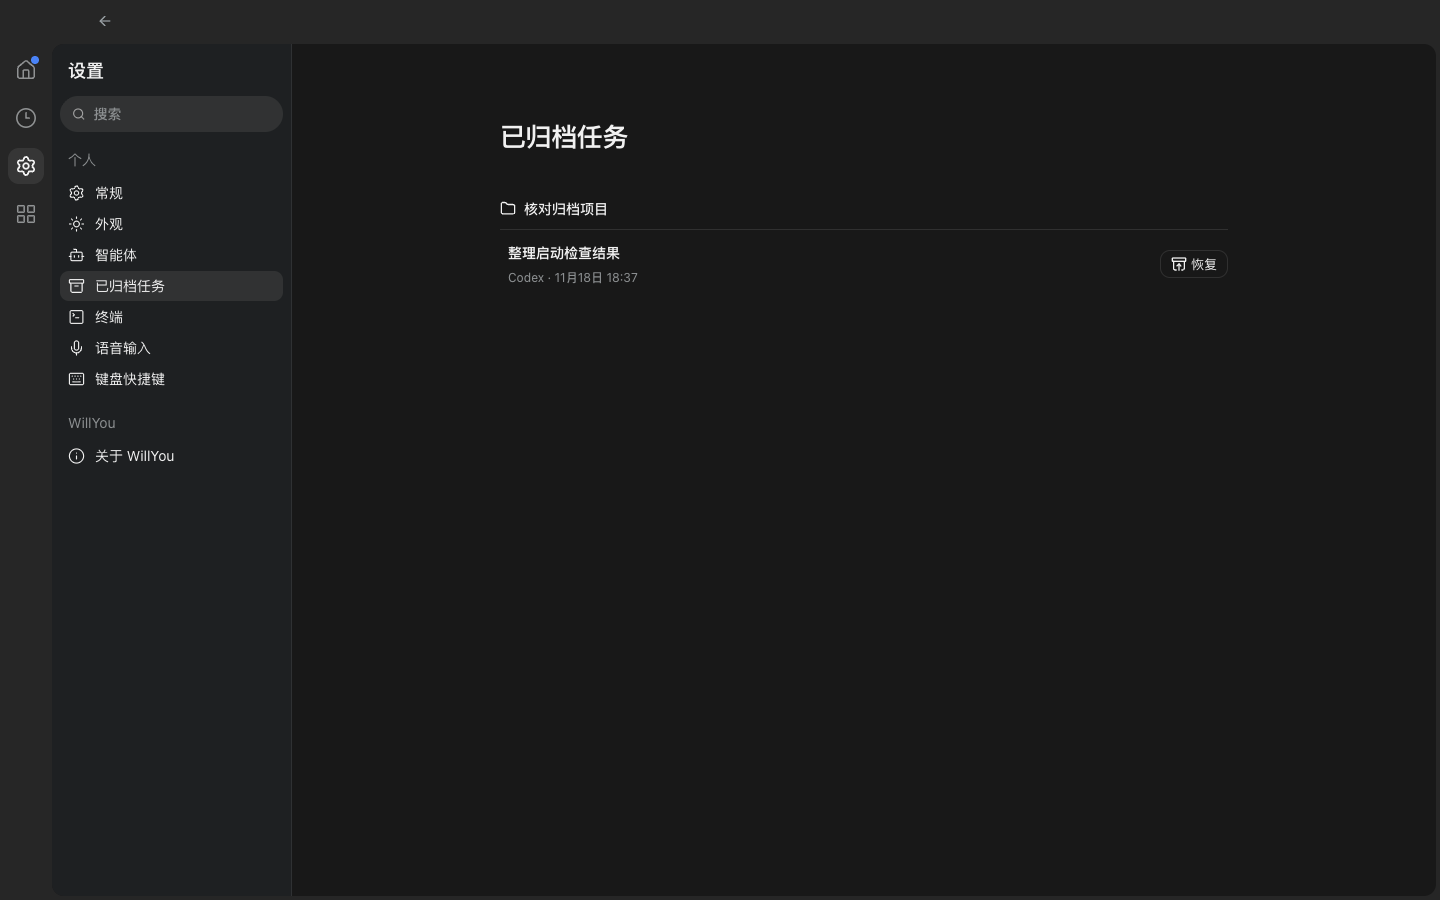 设置
搜索
个人
常规
外观
智能体
已归档任务
终端
语音输入
键盘快捷键
WillYou
关于 WillYou
已归档任务
核对归档项目
整理启动检查结果
Codex · 11月18日 18:37
恢复